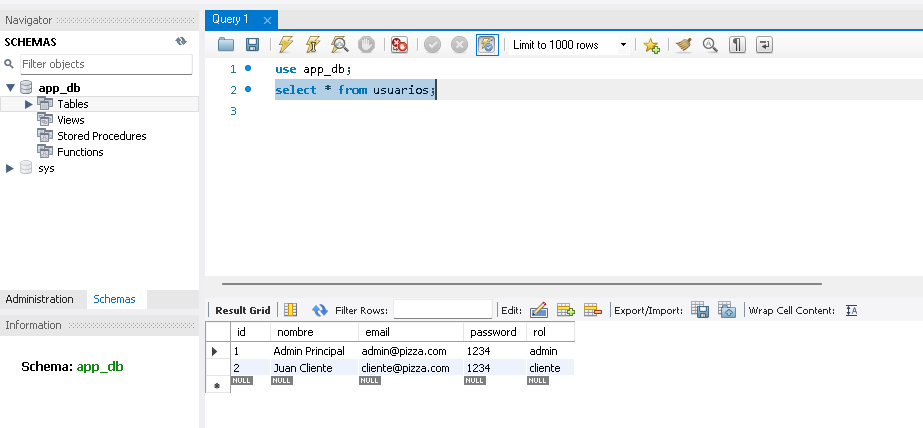 Navigator
SCHEMAS
Filter objects
app_db
Tables
Views
Stored Procedures
Functions
sys
Administration Schemas
Information
Schema: app_db
Query 1
Limit to 1000 rows
1 use app_db;
2 select * from usuarios;
3
Result Grid Filter Rows: Edit: Export/Import: Wrap Cell Content:
id nombre email password rol
1 Admin Principal admin@pizza.com 1234 admin
2 Juan Cliente cliente@pizza.com 1234 cliente
NULL NULL NULL NULL NULL